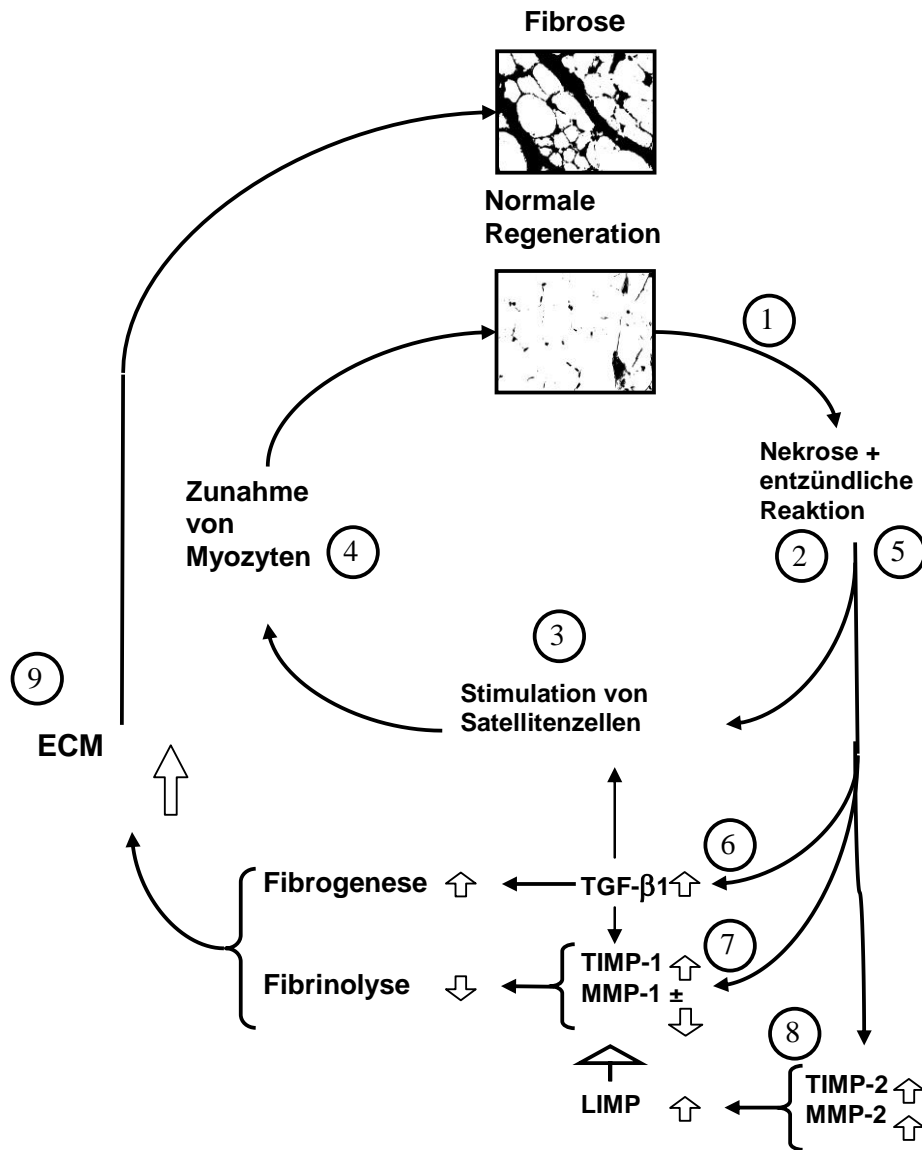 Fibrose
Normale
Regeneration
1
Nekrose +
entzündliche
Reaktion
2
5
Zunahme
von
Myozyten
4
3
Stimulation von
Satellitenzellen
9
ECM
6
Fibrogenese
TGF-β1
7
TIMP-1
MMP-1 ±
Fibrinolyse
8
TIMP-2
MMP-2
LIMP